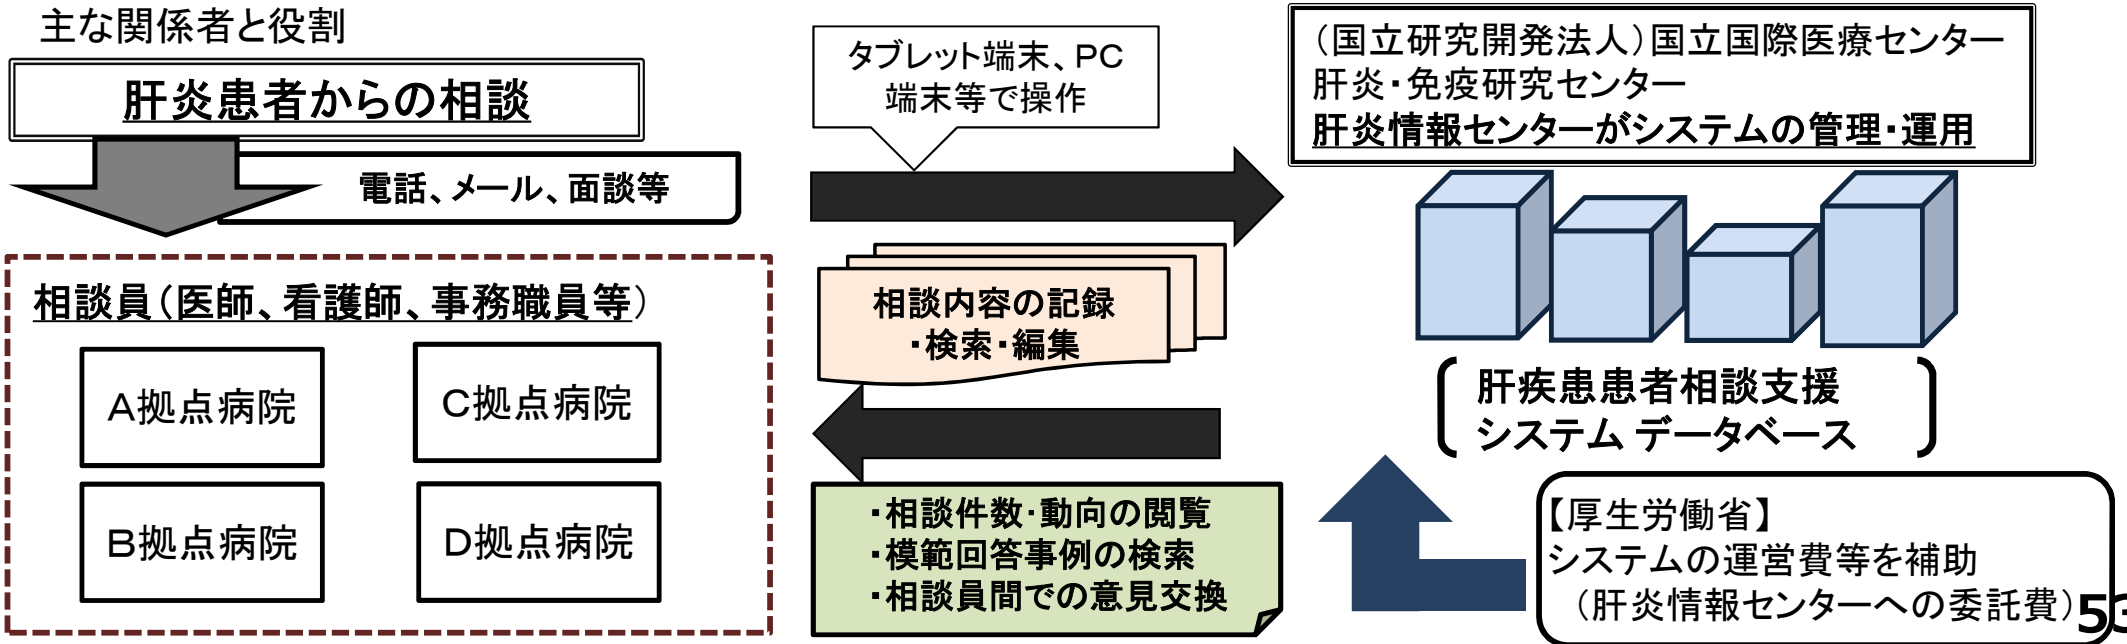 主な関係者と役割
肝炎患者からの相談
電話、メール、面談等
相談員（医師、看護師、事務職員等）
A拠点病院
C拠点病院
B拠点病院
D拠点病院
タブレット端末、PC
端末等で操作
相談内容の記録
・検索・編集
・相談件数・動向の閲覧
・模範回答事例の検索
・相談員間での意見交換
（国立研究開発法人）国立国際医療センター
肝炎・免疫研究センター
肝炎情報センターがシステムの管理・運用
肝疾患患者相談支援
システム データベース
【厚生労働省】
システムの運営費等を補助
（肝炎情報センターへの委託費）